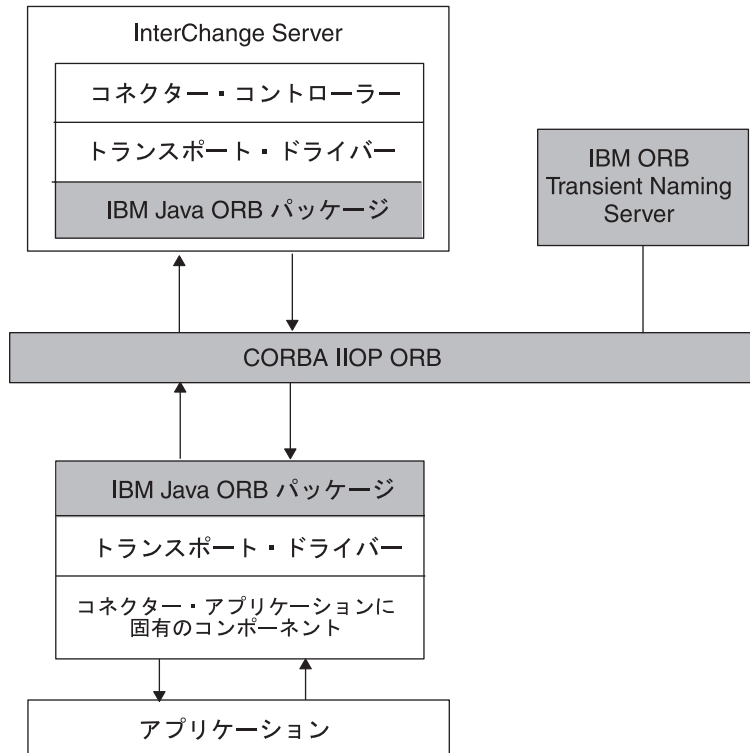 InterChange Server
コネクター・コントローラー
トランスポート・ドライバー
IBM Java ORB パッケージ
IBM ORB
Transient Naming
Server
CORBA IIOP ORB
IBM Java ORB パッケージ
トランスポート・ドライバー
コネクター・アプリケーションに
固有のコンポーネント
アプリケーション